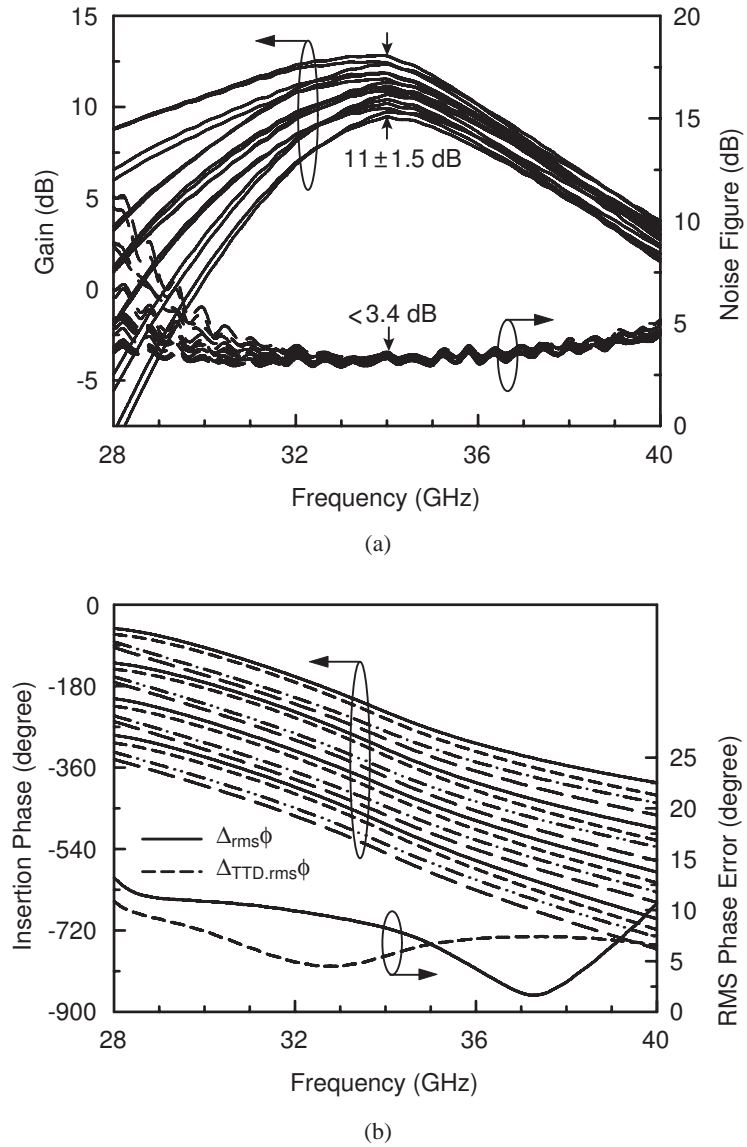 15
10
5
0
-5
20
15
10
5
0
Gain (dB)
Noise Figure (dB)
11 ± 1.5 dB
<3.4 dB
28
32
36
40
Frequency (GHz)
(a)
0
-180
-360
-540
-720
-900
25
20
15
10
5
0
Insertion Phase (degree)
RMS Phase Error (degree)
Δrmsϕ
ΔTTD.rmsϕ
28
32
36
40
Frequency (GHz)
(b)